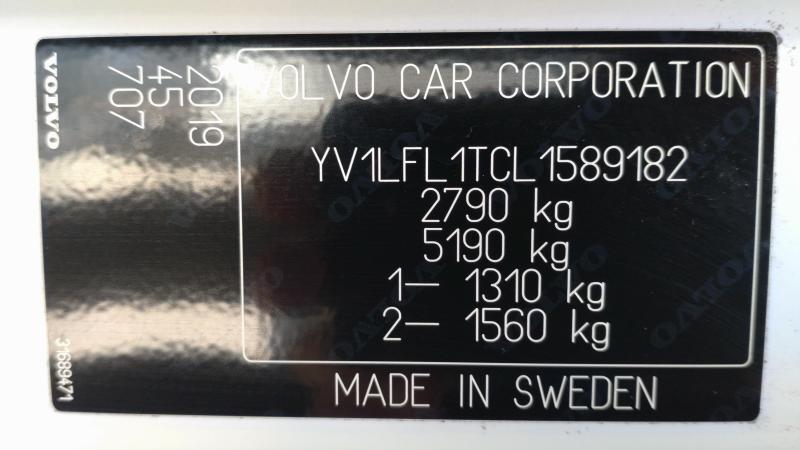 VOLVO
2019
45
707
31689471
VOLVO CAR CORPORATION
YV1LFL1TCL1589182
2790 kg
5190 kg
1— 1310 kg
2— 1560 kg
MADE IN SWEDEN